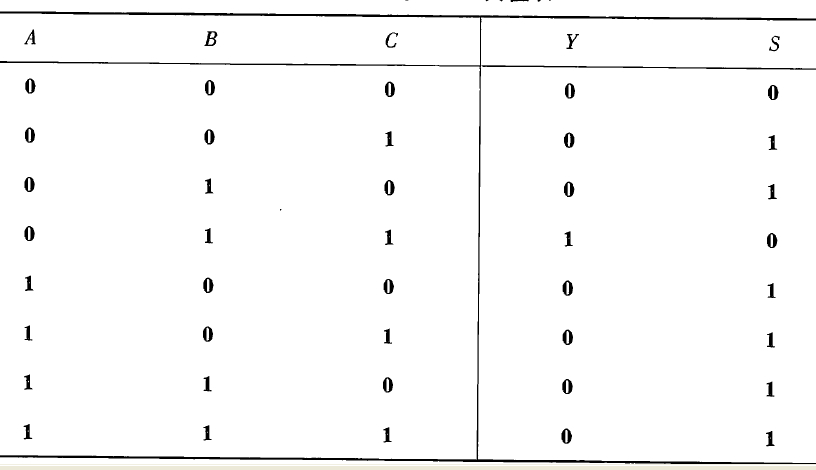 A B C Y S
0 0 0 0 0
0 0 1 0 1
0 1 0 0 1
0 1 1 1 0
1 0 0 0 1
1 0 1 0 1
1 1 0 0 1
1 1 1 0 1